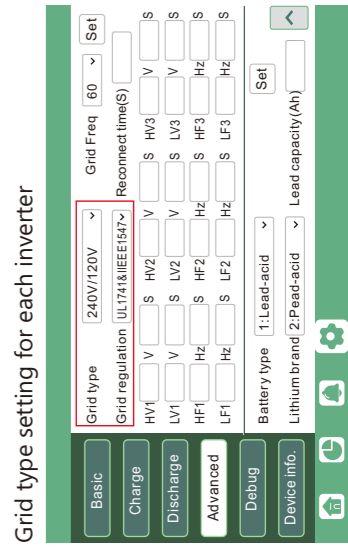 Grid type setting for each inverter
Basic
Charge
Discharge
Advanced
Debug
Device info.
Grid type 240V/120V Grid Freq 60 Set
Grid regulation UL1741&IIEEE1547 Reconnect time(S)
HV1 V S HV2 V S HV3 V S
LV1 V S LV2 V S LV3 V S
HF1 Hz S HF2 Hz S HF3 Hz S
LF1 Hz S LF2 Hz S LF3 Hz S
Battery type 1:Lead-acid Set
Lithium brand 2:Pead-acid Lead capacity(Ah)